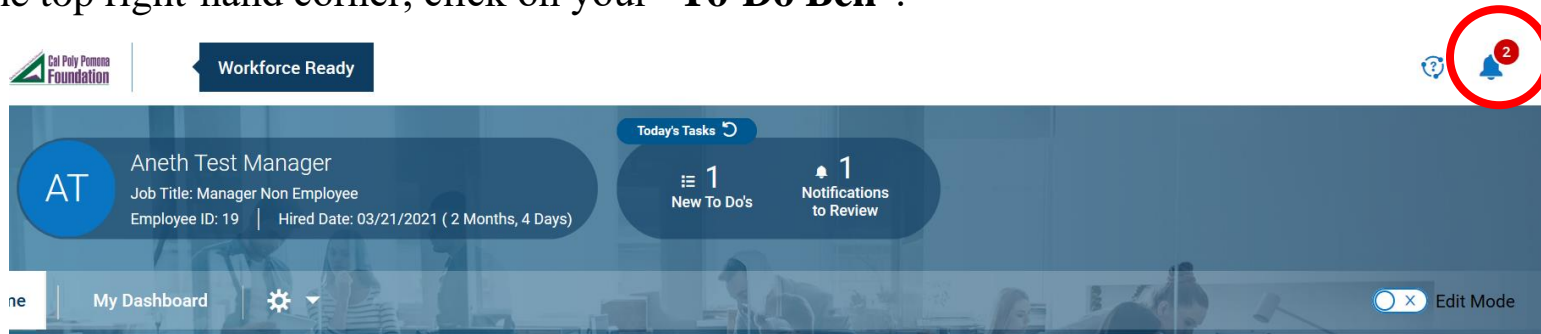 top right-hand corner, click on your "To Do Bell".
Cal Poly Pomona
Foundation
Workforce Ready
2
Today's Tasks
AT
Aneth Test Manager
Job Title: Manager Non Employee
Employee ID: 19 | Hired Date: 03/21/2021 ( 2 Months, 4 Days)
1
New To Do's
1
Notifications
to Review
My Dashboard
Edit Mode